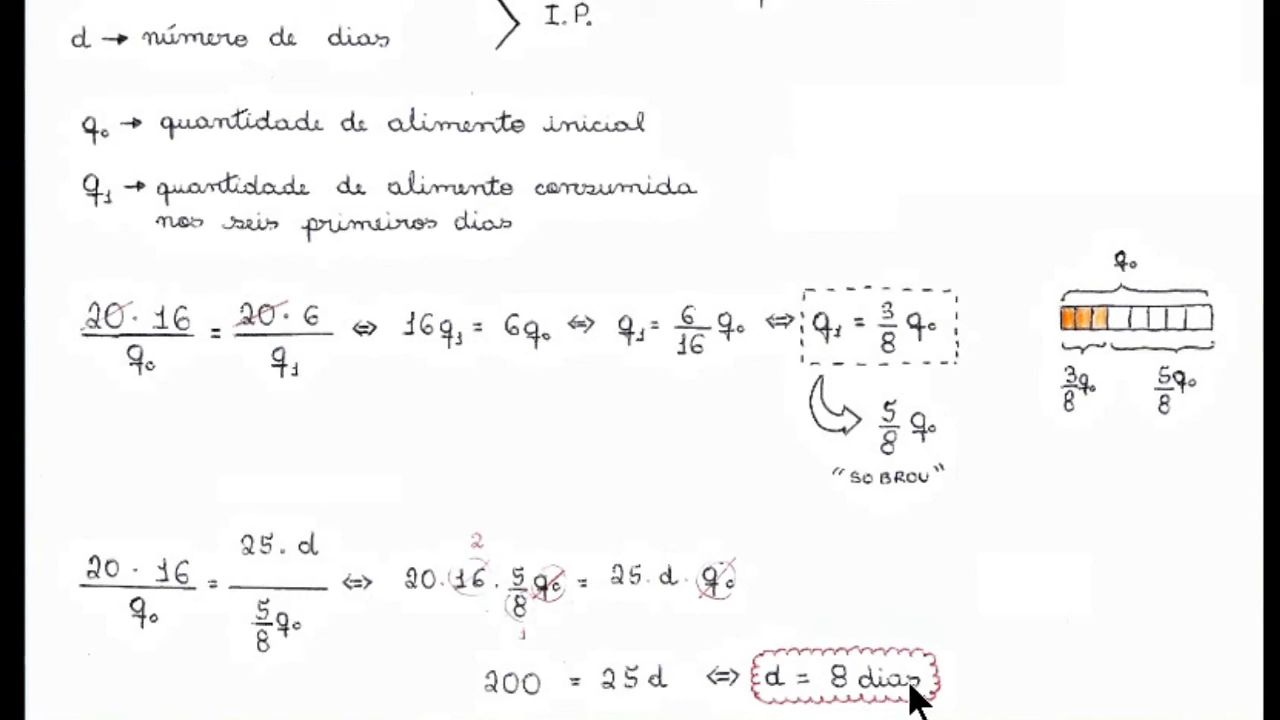 I.P.
d → número de dias
q₀ → quantidade de alimento inicial
q₁ → quantidade de alimento consumida
nos seis primeiros dias
20 · 16 / q₀ = 20 · 6 / q₁ ⇔ 16q₁ = 6q₀ ⇔ q₁ = 6/16 q₀ ⇔ q₁ = 3/8 q₀
q₀
3/8 q₀ 5/8 q₀
5/8 q₀
"SOBROU"
20 · 16 / q₀ = 25 . d / 5/8 q₀ ⇔ 20 . 16 . 5/8 q₀ = 25 . d . q₀
2
1
200 = 25d ⇔ d = 8 dias